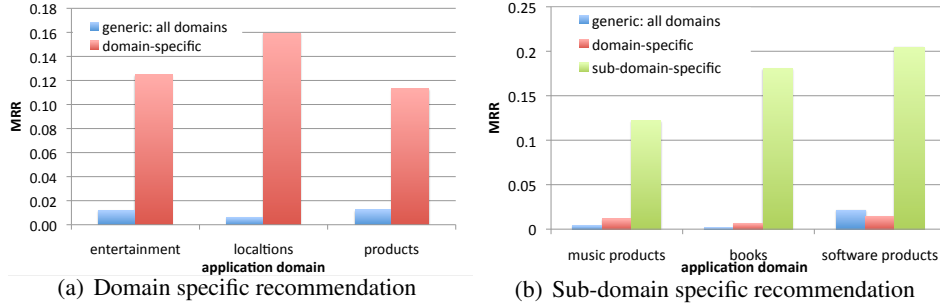 0.18
0.16
0.14
0.12
0.10
0.08
0.06
0.04
0.02
0.00
MRR
generic: all domains
domain-specific
entertainment
localtions
products
application domain
(a) Domain specific recommendation
0.25
0.2
0.15
0.1
0.05
0
MRR
generic: all domains
domain-specific
sub-domain-specific
music products
books
software products
application domain
(b) Sub-domain specific recommendation